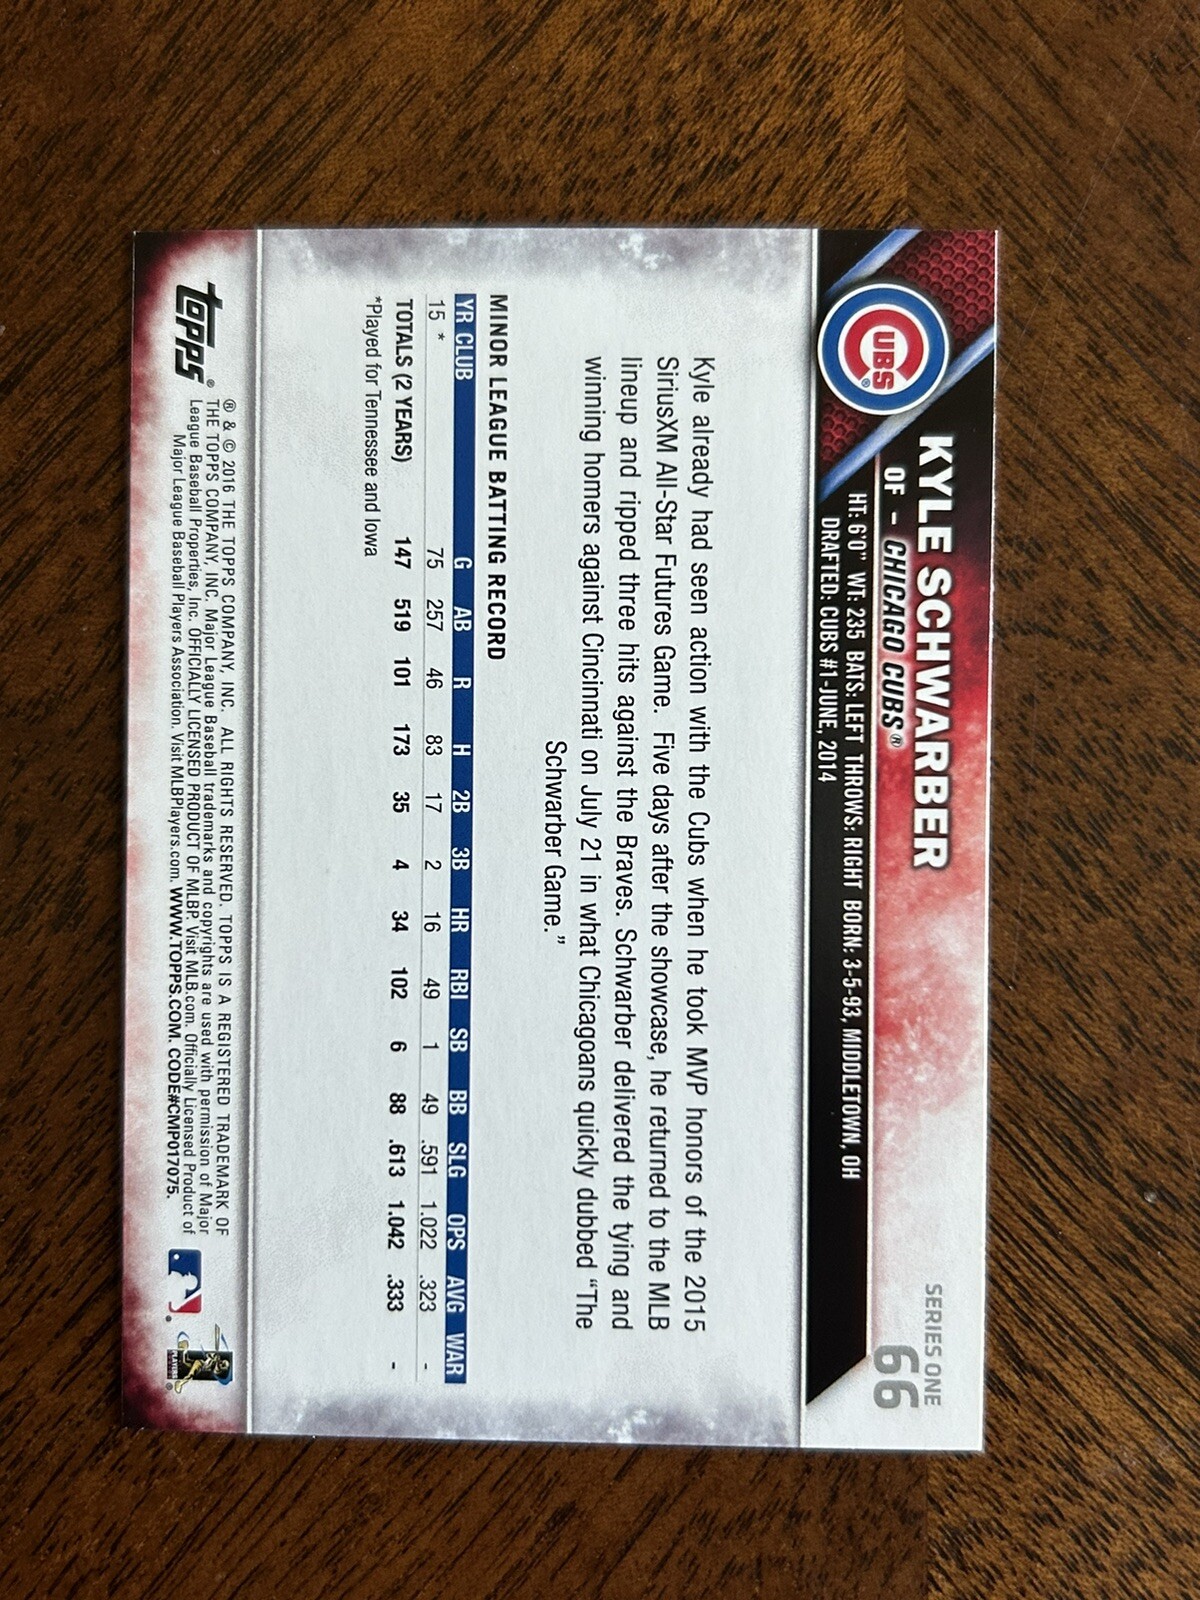 CUBS®
KYLE SCHWARBER
OF – CHICAGO CUBS®
HT: 6'0" WT: 235 BATS: LEFT THROWS: RIGHT BORN: 3-5-93, MIDDLETOWN, OH
DRAFTED: CUBS #1-JUNE, 2014
SERIES ONE
66
Kyle already had seen action with the Cubs when he took MVP honors of the 2015
SiriusXM All-Star Futures Game. Five days after the showcase, he returned to the MLB
lineup and ripped three hits against the Braves. Schwarber delivered the tying and
winning homers against Cincinnati on July 21 in what Chicagoans quickly dubbed “The
Schwarber Game.”
MINOR LEAGUE BATTING RECORD
YR CLUB G AB R H 2B 3B HR RBI SB BB SLG OPS AVG WAR
15 * 75 257 46 83 17 2 16 49 1 49 .591 1.022 .323 -
TOTALS (2 YEARS) 147 519 101 173 35 4 34 102 6 88 .613 1.042 .333 -
*Played for Tennessee and Iowa
topps®
® & © 2016 THE TOPPS COMPANY, INC. ALL RIGHTS RESERVED. TOPPS IS A REGISTERED TRADEMARK OF
THE TOPPS COMPANY, INC. Major League Baseball trademarks and copyrights are used with permission of Major
League Baseball Properties, Inc. OFFICIALLY LICENSED PRODUCT OF MLBP. Visit MLB.com. Officially Licensed Product of
Major League Baseball Players Association. Visit MLBPlayers.com. WWW.TOPPS.COM. CODE#CMP017075.